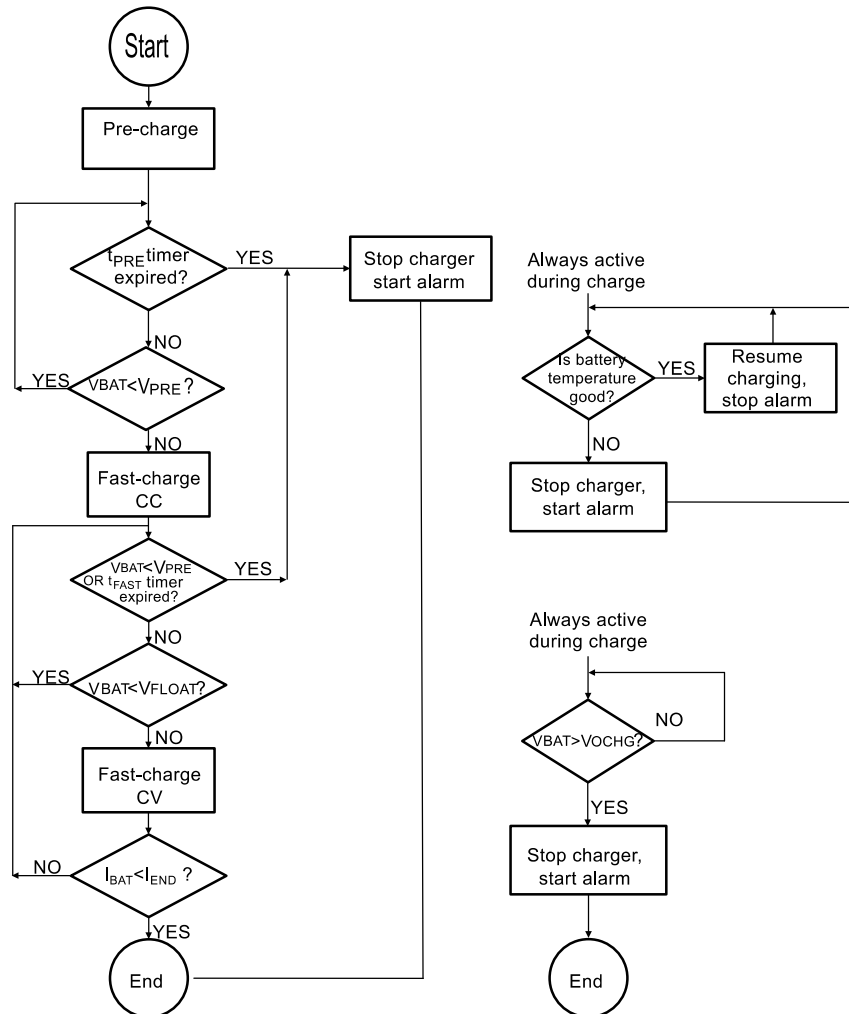 Start
Pre-charge
tPRE timer
expired?
YES
NO
Stop charger
start alarm
VBAT<VPRE?
YES
NO
Fast-charge
CC
VBAT<VPRE
OR tFAST timer
expired?
YES
NO
VBAT<VFLOAT?
YES
NO
Fast-charge
CV
IBAT<IEND ?
NO
YES
End
Always active
during charge
Is battery
temperature
good?
YES
Resume
charging,
stop alarm
NO
Stop charger,
start alarm
Always active
during charge
VBAT>VOCHG?
NO
YES
Stop charger,
start alarm
End